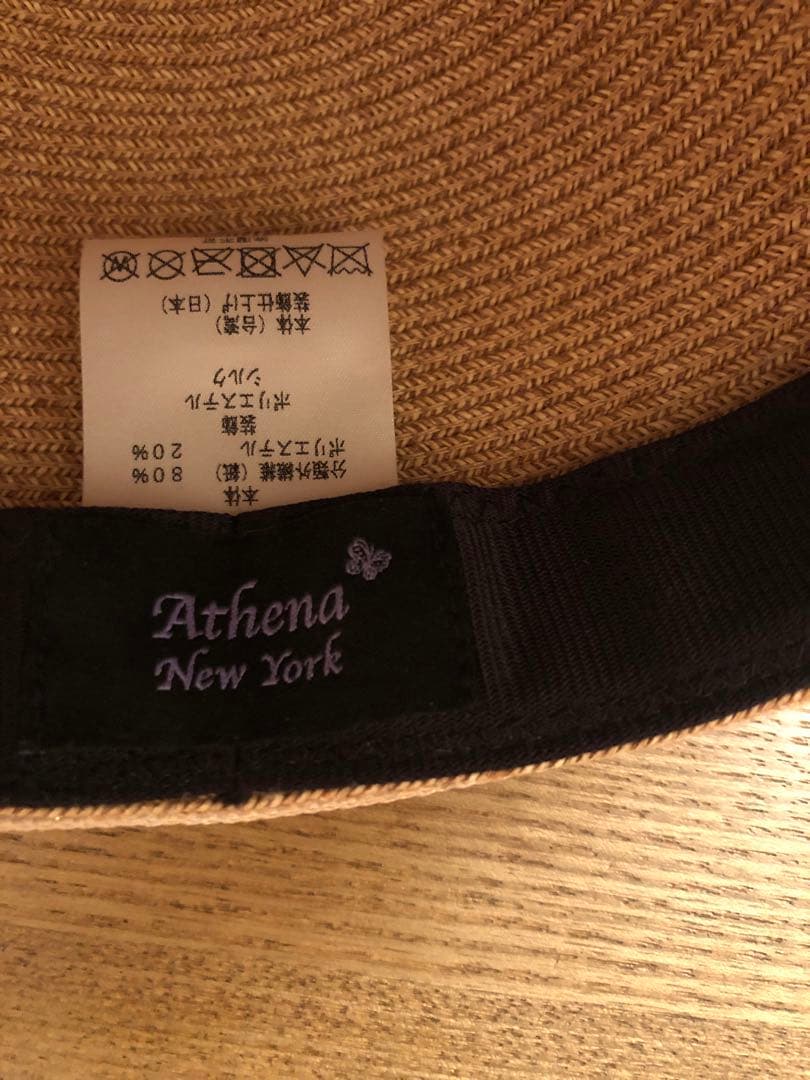 本体
分類外繊維（紙） 80%
ポリエステル 20%
装飾
ポリエステル
シルク
本体（台湾）
装飾仕上げ（日本）
Athena
New York